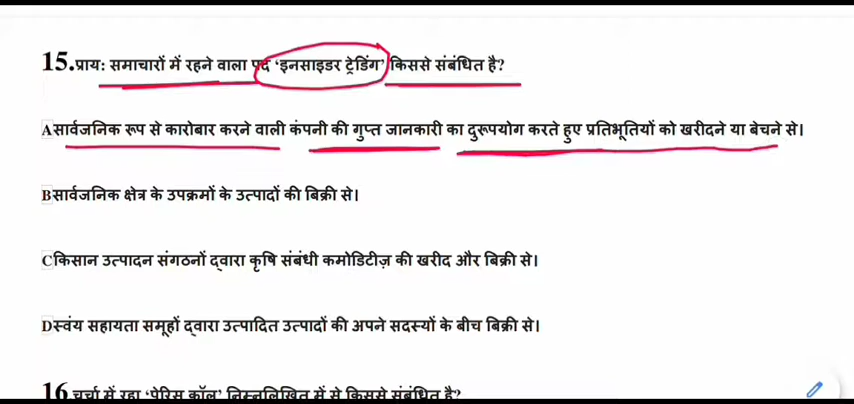 15.प्राय: समाचारों में रहने वाला पद 'इनसाइडर ट्रेडिंग' किससे संबंधित है?
Aसार्वजनिक रूप से कारोबार करने वाली कंपनी की गुप्त जानकारी का दुरूपयोग करते हुए प्रतिभूतियों को खरीदने या बेचने से।
Bसार्वजनिक क्षेत्र के उपक्रमों के उत्पादों की बिक्री से।
Cकिसान उत्पादन संगठनों द्वारा कृषि संबंधी कमोडिटीज़ की खरीद और बिक्री से।
Dस्वंय सहायता समूहों द्वारा उत्पादित उत्पादों की अपने सदस्यों के बीच बिक्री से।
16 चर्चा में रहा 'पेरिस कॉल' निम्नलिखित में से किससे संबंधित है?